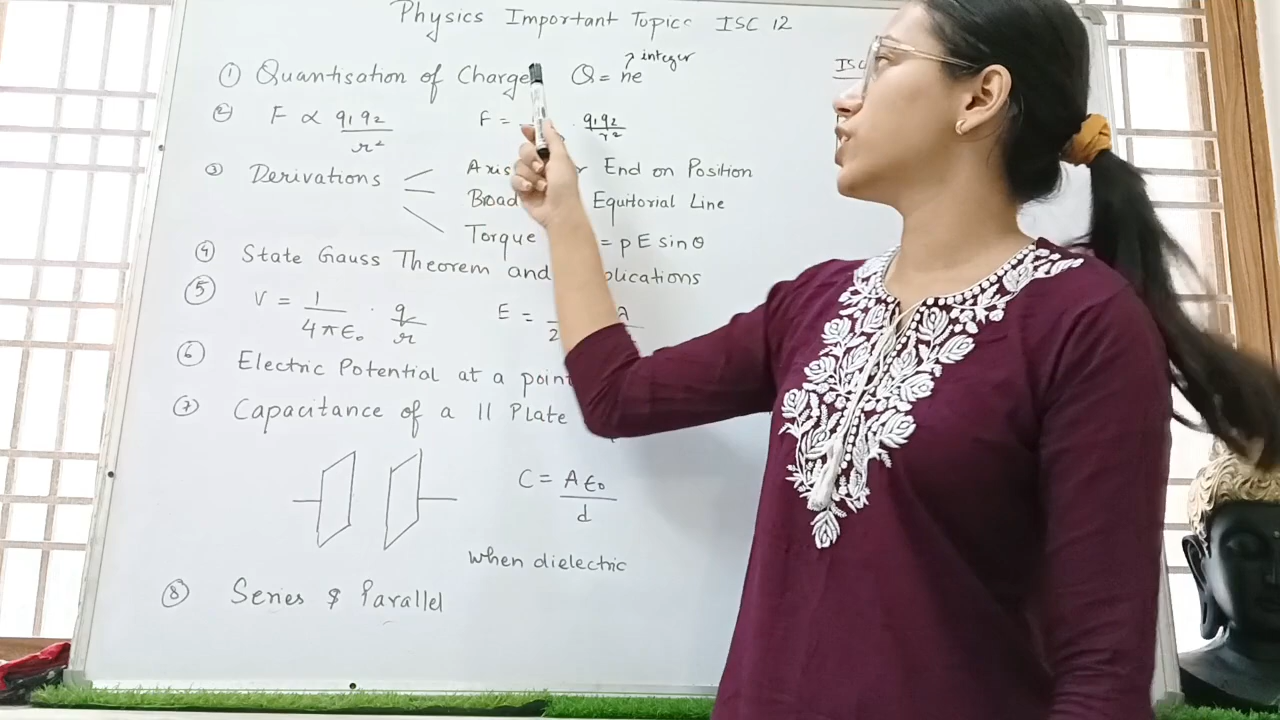 Physics Important Topics ISC 12
① Quantisation of Charge Q = ne integer
② F ∝ q₁q₂/r² F = q₁q₂/r²
③ Derivations
End on Position
Equitorial Line
Torque = pE sinθ
④ State Gauss Theorem and
⑤ V = 1/4πε₀ · q/r E =
⑥ Electric Potential at a point
⑦ Capacitance of a 11 Plate
C = Aε₀/d
when dielectric
⑧ Series & Parallel